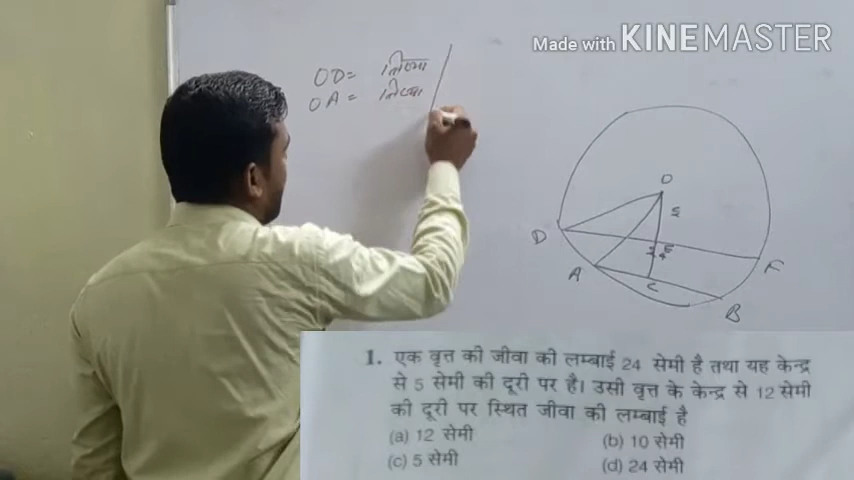 Made with KINEMASTER
OD = त्रिज्या
OA = त्रिज्या
O
D
A
C
B
F
1. एक वृत्त की जीवा की लम्बाई 24 सेमी है तथा यह केन्द्र
से 5 सेमी की दूरी पर है। उसी वृत्त के केन्द्र से 12 सेमी
की दूरी पर स्थित जीवा की लम्बाई है
(a) 12 सेमी
(b) 10 सेमी
(c) 5 सेमी
(d) 24 सेमी